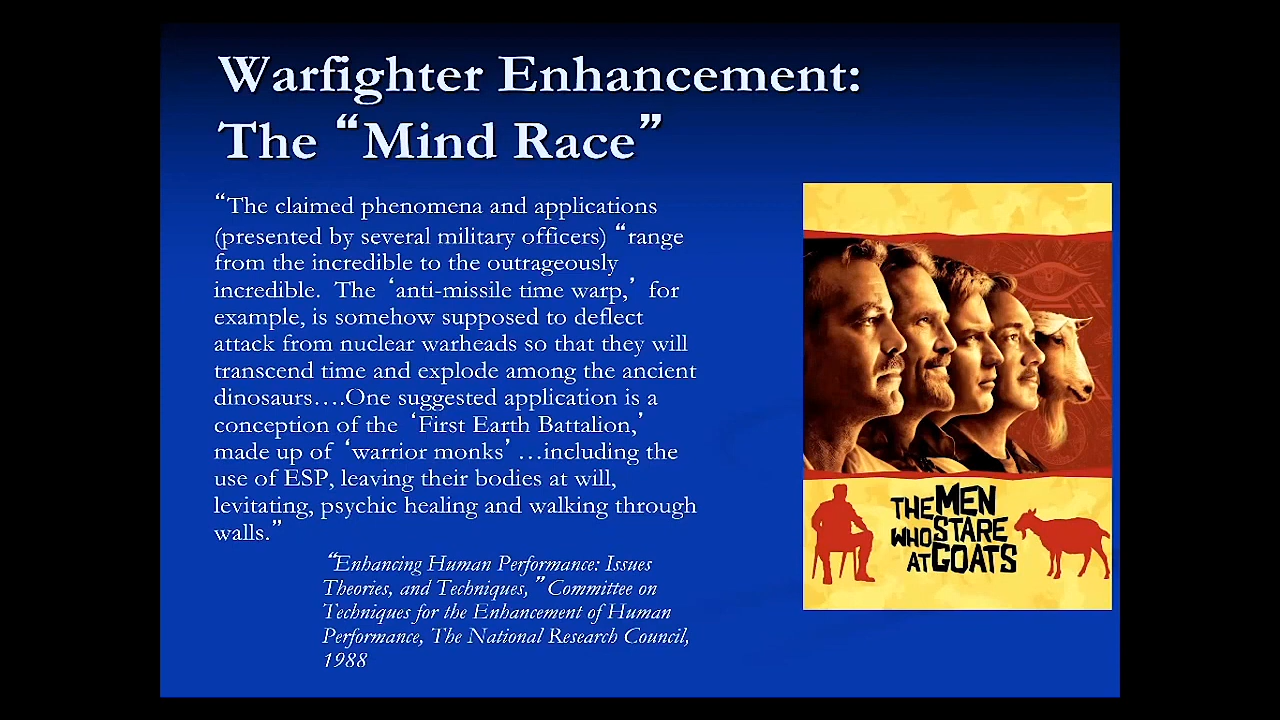 Warfighter Enhancement:
The “Mind Race”
“The claimed phenomena and applications
(presented by several military officers) “range
from the incredible to the outrageously
incredible. The ‘anti-missile time warp,’ for
example, is somehow supposed to deflect
attack from nuclear warheads so that they will
transcend time and explode among the ancient
dinosaurs….One suggested application is a
conception of the ‘First Earth Battalion,’
made up of ‘warrior monks’ …including the
use of ESP, leaving their bodies at will,
levitating, psychic healing and walking through
walls.”
“Enhancing Human Performance: Issues
Theories, and Techniques,” Committee on
Techniques for the Enhancement of Human
Performance, The National Research Council,
1988
THE MEN
WHO STARE
AT GOATS